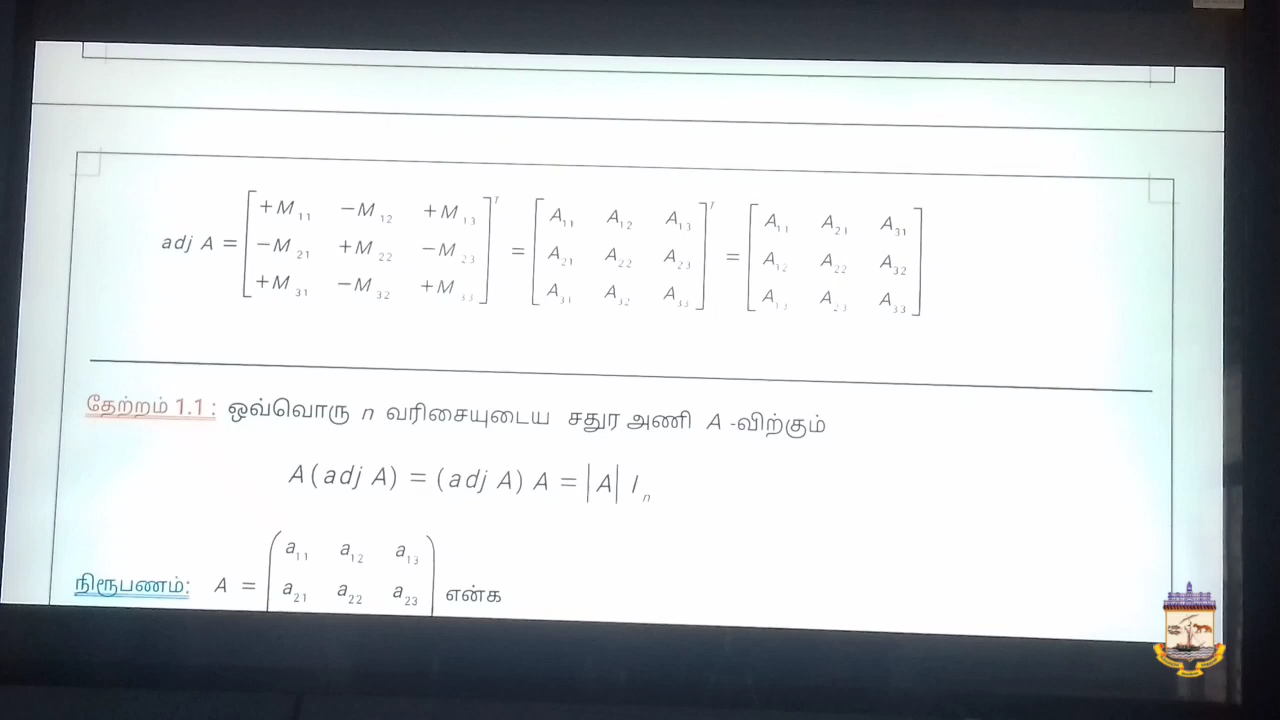 adj A = [+M₁₁ −M₁₂ +M₁₃; −M₂₁ +M₂₂ −M₂₃; +M₃₁ −M₃₂ +M₃₃]ᵀ = [A₁₁ A₁₂ A₁₃; A₂₁ A₂₂ A₂₃; A₃₁ A₃₂ A₃₃]ᵀ = [A₁₁ A₂₁ A₃₁; A₁₂ A₂₂ A₃₂; A₁₃ A₂₃ A₃₃]
தேற்றம் 1.1 : ஒவ்வொரு n வரிசையுடைய சதுர அணி A -விற்கும்
A (adj A) = (adj A) A = |A| Iₙ
நிரூபணம்: A = (a₁₁ a₁₂ a₁₃; a₂₁ a₂₂ a₂₃ என்க